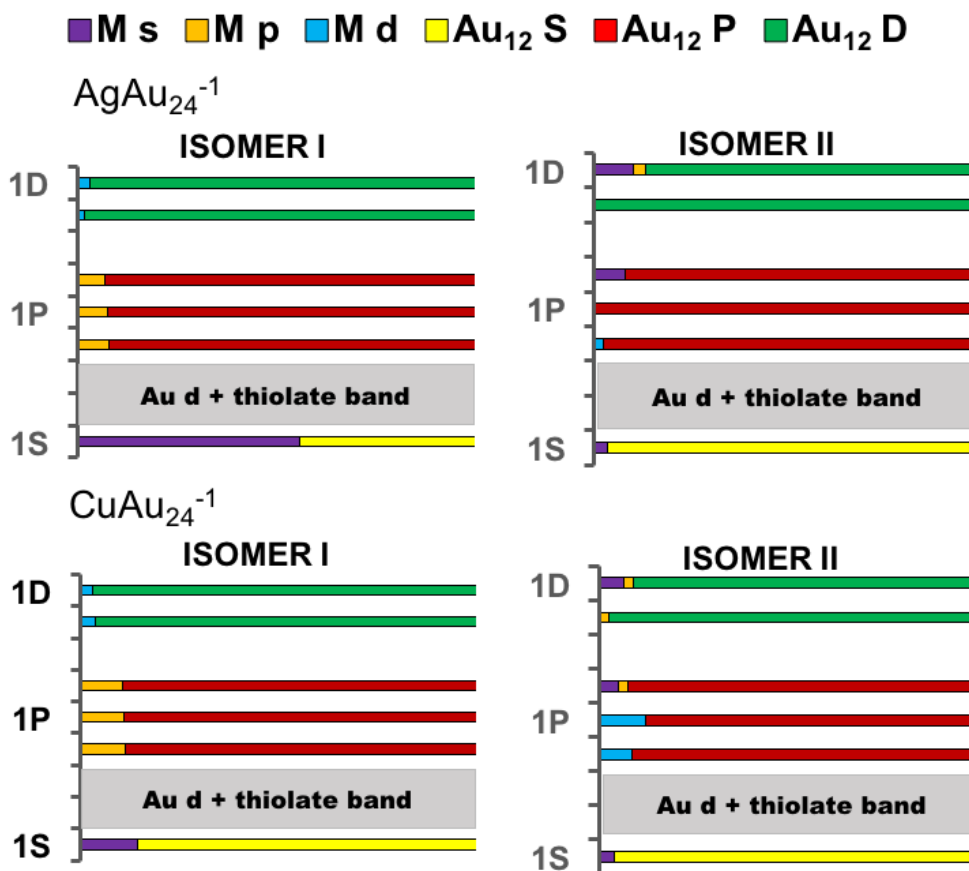 M s M p M d Au₁₂ S Au₁₂ P Au₁₂ D
AgAu₂₄⁻¹
ISOMER I
1D
1P
Au d + thiolate band
1S
ISOMER II
1D
1P
Au d + thiolate band
1S
CuAu₂₄⁻¹
ISOMER I
1D
1P
Au d + thiolate band
1S
ISOMER II
1D
1P
Au d + thiolate band
1S